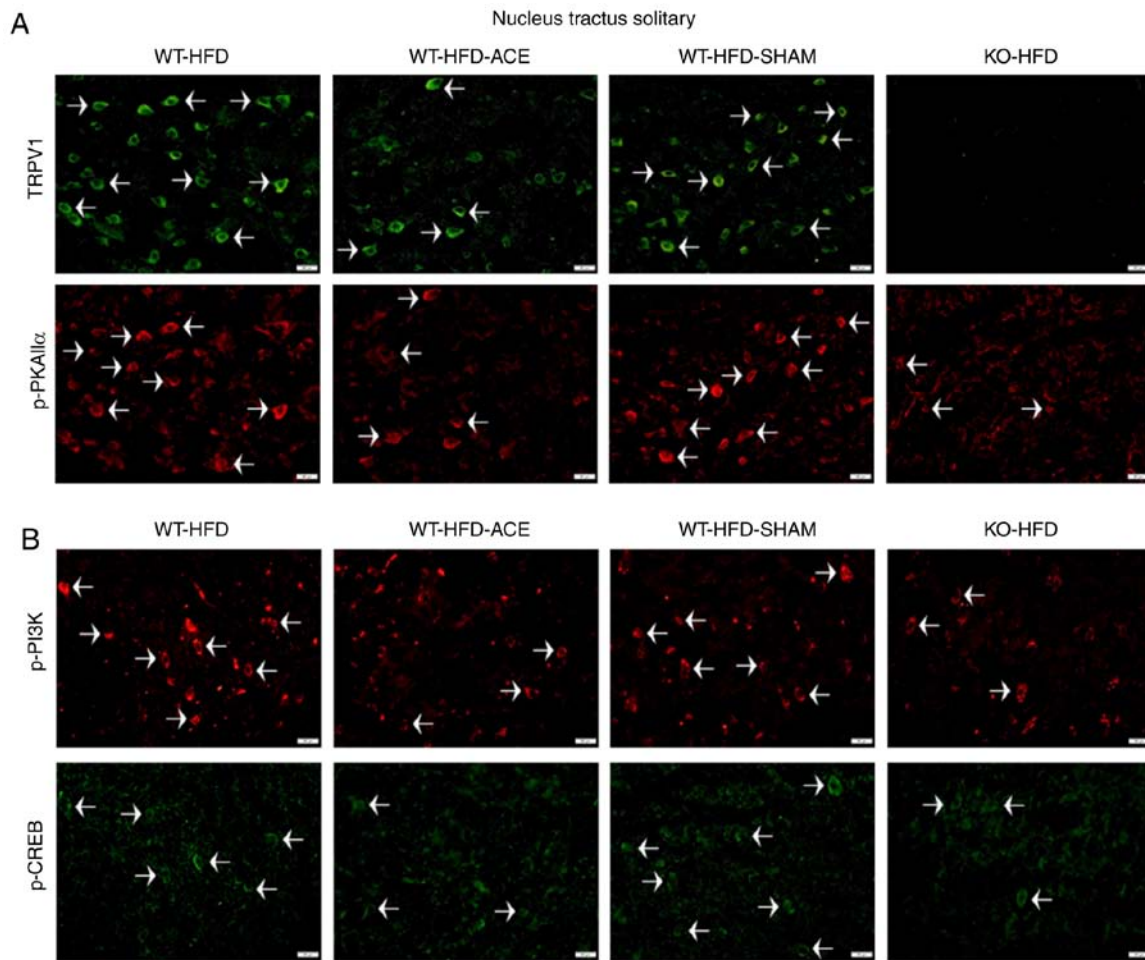 Nucleus tractus solitary
A
WT-HFD WT-HFD-ACE WT-HFD-SHAM KO-HFD
TRPV1
p-PKAIIα
B
WT-HFD WT-HFD-ACE WT-HFD-SHAM KO-HFD
p-PI3K
p-CREB